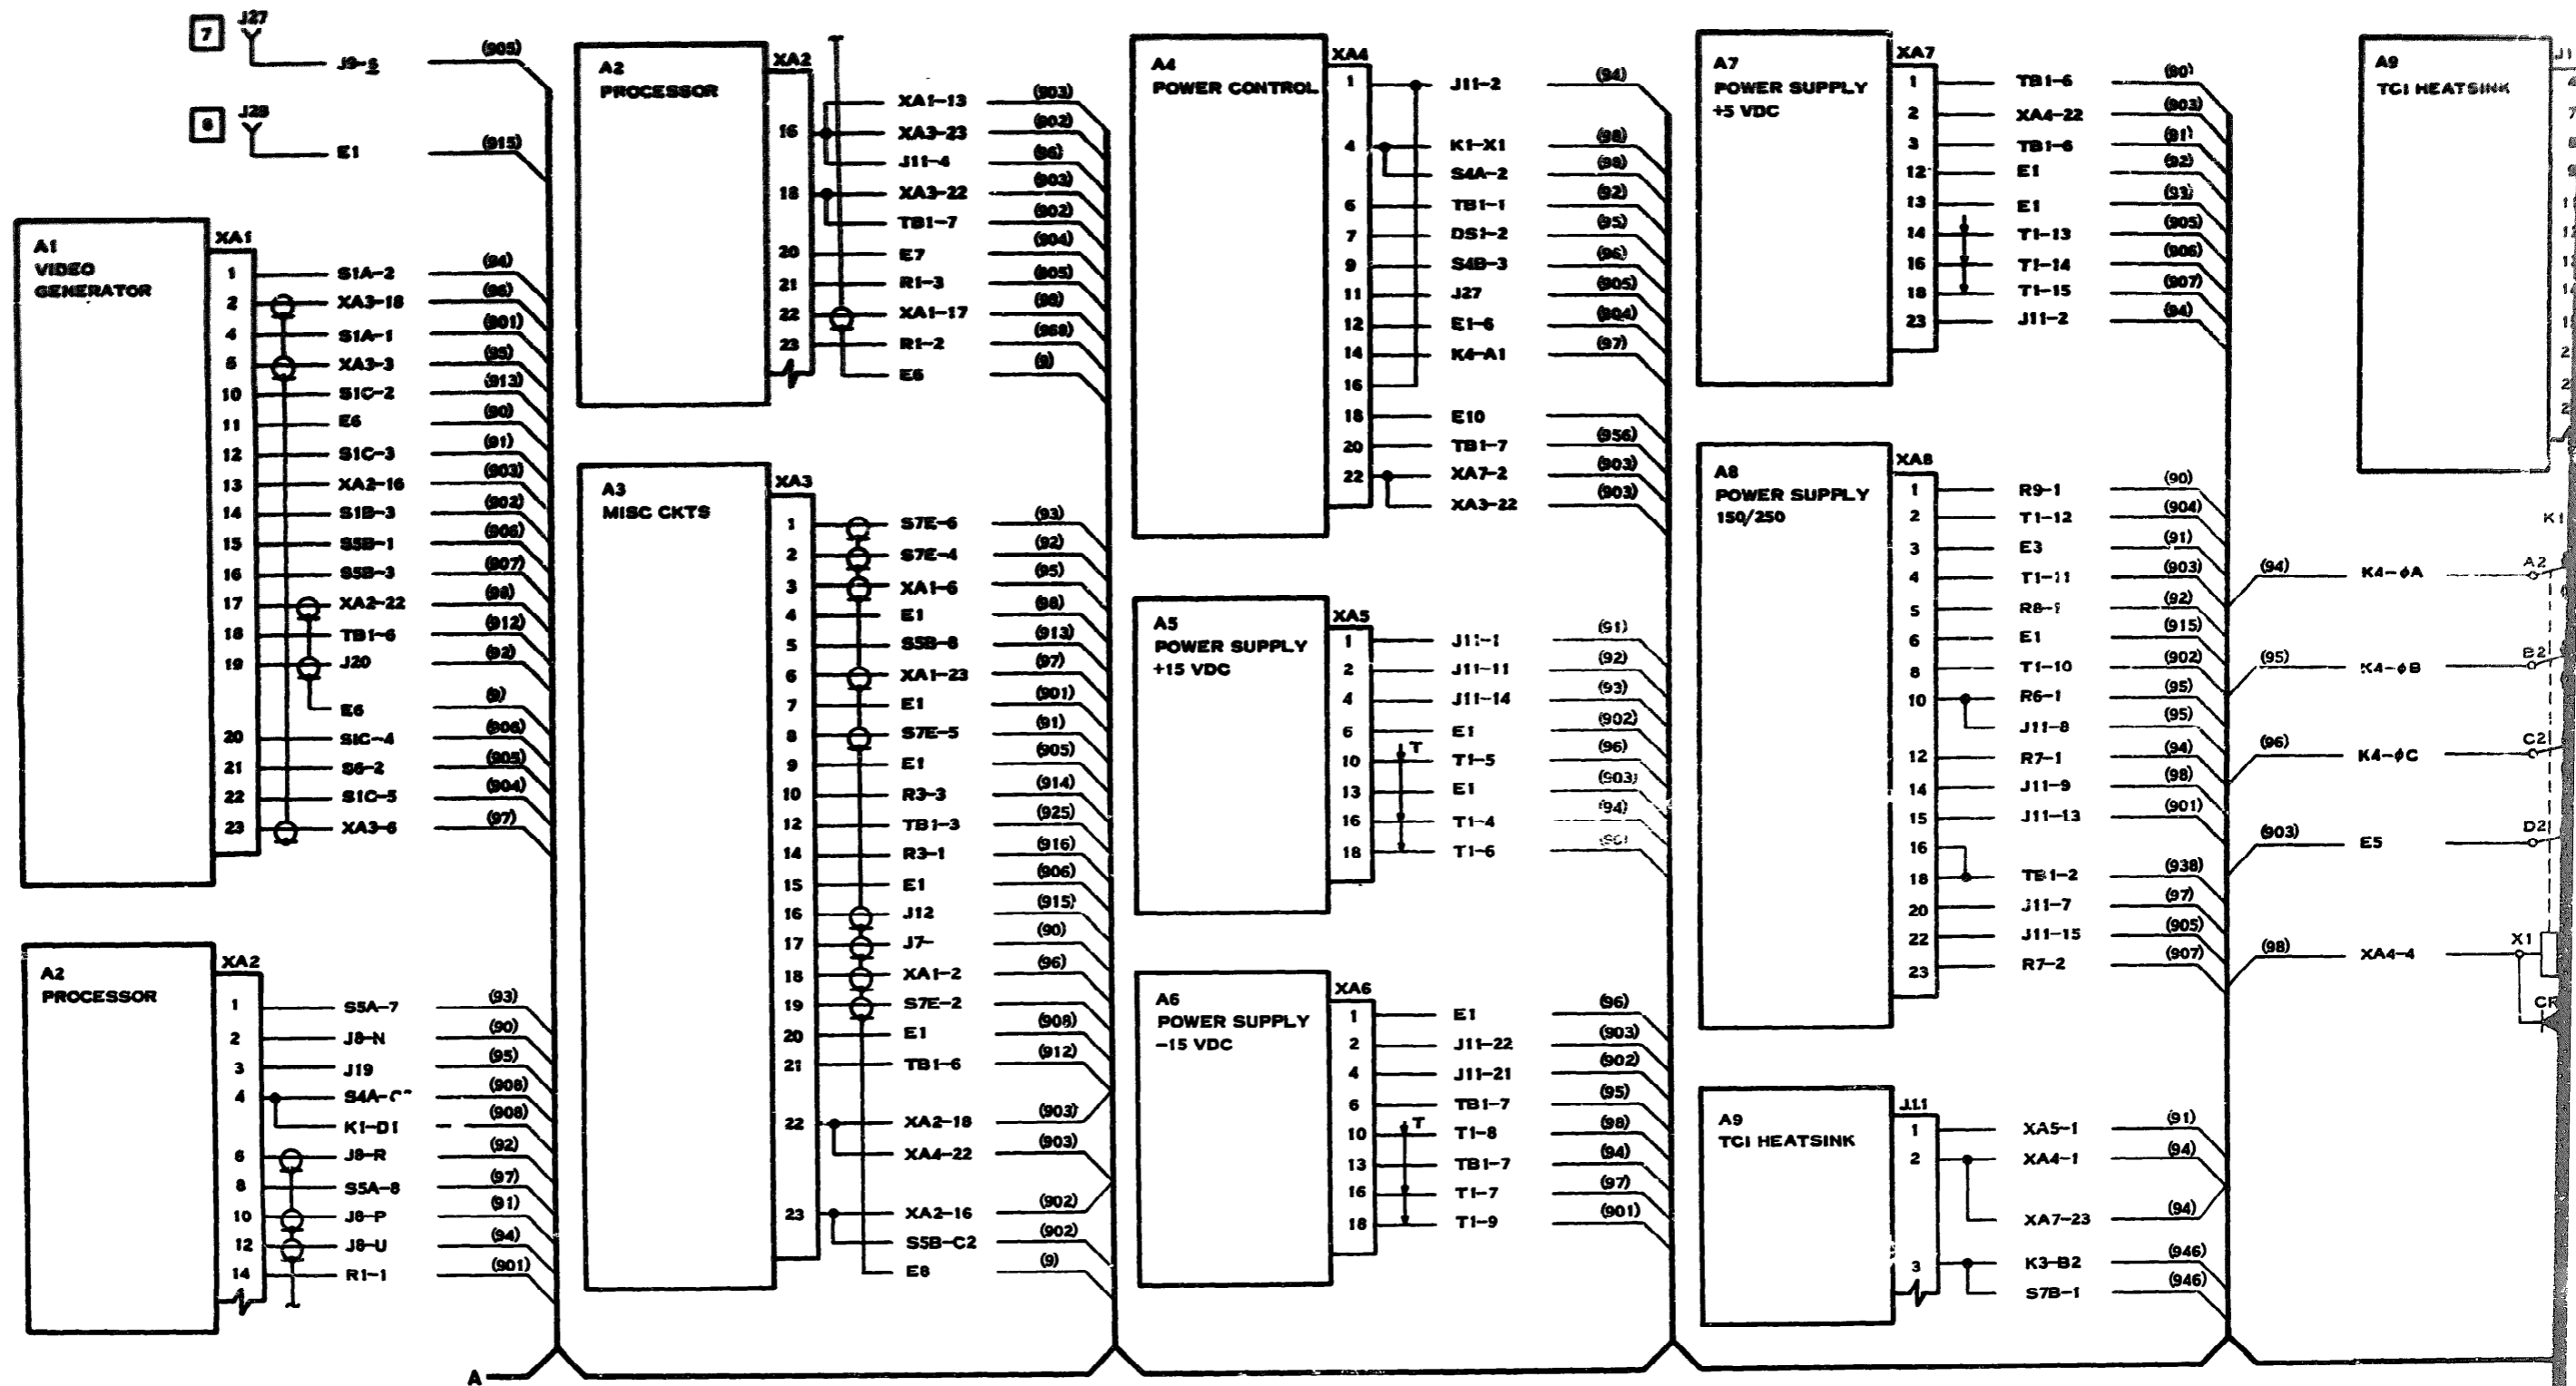 7 J27
J9-5 (905)
6 J28
E1 (915)
A1
VIDEO
GENERATOR
XA1
1 S1A-2 (94)
2 XA3-18 (96)
4 S1A-1 (901)
6 XA3-3 (95)
10 S1C-2 (913)
11 E6 (90)
12 S1C-3 (91)
13 XA2-16 (903)
14 S1B-3 (902)
15 S5B-1 (906)
16 S5B-3 (907)
17 XA2-22 (98)
18 TB1-6 (912)
19 J20 (92)
E6 (9)
20 S1C-4 (906)
21 S6-2 (905)
22 S1C-5 (904)
23 XA3-6 (97)
A2
PROCESSOR
XA2
1 S5A-7 (93)
2 J8-N (90)
3 J19 (95)
4 (908)
K1-D1 (908)
6 J8-R (92)
8 S5A-8 (97)
10 J8-P (91)
12 J8-U (94)
14 R1-1 (901)
A
A2
PROCESSOR
XA2
XA1-13 (903)
16 XA3-23 (902)
J11-4 (96)
18 XA3-22 (903)
TB1-7 (902)
20 E7 (904)
21 R1-3 (905)
22 XA1-17 (98)
23 R1-2 (968)
E6 (9)
A3
MISC CKTS
XA3
1 S7E-6 (93)
2 S7E-4 (92)
3 XA1-6 (95)
4 E1 (98)
5 S5B-8 (913)
6 XA1-23 (97)
7 E1 (901)
8 S7E-5 (91)
9 E1 (905)
10 R3-3 (914)
12 TB1-3 (925)
14 R3-1 (916)
15 E1 (906)
16 J12 (915)
17 J7- (90)
18 XA1-2 (96)
19 S7E-2
20 E1 (908)
21 TB1-6 (912)
22 XA2-18 (903)
XA4-22 (903)
23 XA2-16 (902)
S5B-C2 (902)
E8 (9)
A4
POWER CONTROL
XA4
1 J11-2 (94)
4 K1-X1 (98)
S4A-2 (98)
6 TB1-1 (92)
7 DS1-2 (95)
9 S4B-3 (96)
11 J27 (905)
12 E1-6 (904)
14 K4-A1 (97)
16
18 E10
20 TB1-7 (956)
22 XA7-2 (903)
XA3-22 (903)
A5
POWER SUPPLY
+15 VDC
XA5
1 J11-1 (91)
2 J11-11 (92)
4 J11-14 (93)
6 E1 (902)
T
10 T1-5 (96)
13 E1 (903)
16 T1-4 (94)
18 T1-6
A6
POWER SUPPLY
-15 VDC
XA6
1 E1 (96)
2 J11-22 (903)
4 J11-21 (902)
6 TB1-7 (95)
T
10 T1-8 (98)
13 TB1-7 (94)
16 T1-7 (97)
18 T1-9 (901)
A7
POWER SUPPLY
+5 VDC
XA7
1 TB1-6 (90)
2 XA4-22 (903)
3 TB1-6 (91)
12 E1 (92)
13 E1 (93)
14 T1-13 (905)
16 T1-14 (906)
18 T1-15 (907)
23 J11-2 (94)
A8
POWER SUPPLY
150/250
XA8
1 R9-1 (90)
2 T1-12 (904)
3 E3 (91)
4 T1-11 (903)
5 R8-1 (92)
6 E1 (915)
8 T1-10 (902)
10 R6-1 (95)
J11-8 (95)
12 R7-1 (94)
14 J11-9 (98)
15 J11-13 (901)
16
18 TB1-2 (938)
20 J11-7 (97)
22 J11-15 (905)
23 R7-2 (907)
A9
TCI HEATSINK
J11
1 XA5-1 (91)
2 XA4-1 (94)
XA7-23 (94)
3 K3-B2 (946)
S7B-1 (946)
A9
TCI HEATSINK
J1
K1
(94) K4-ϕA A2
(95) K4-ϕB B2
(96) K4-ϕC C2
(903) E5 D2
(98) XA4-4 X1